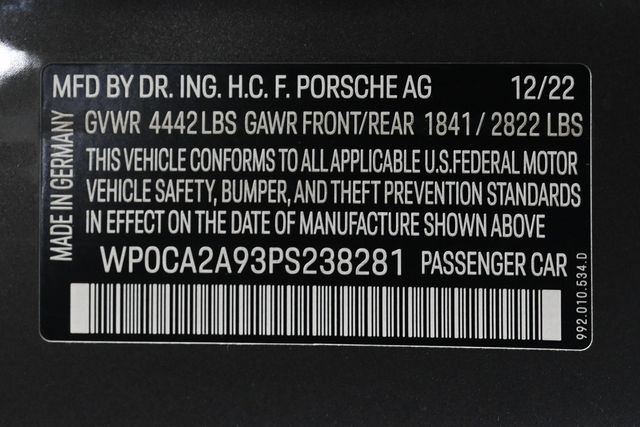 MFD BY DR. ING. H.C. F. PORSCHE AG 12/22
GVWR 4442 LBS GAWR FRONT/REAR 1841 / 2822 LBS
THIS VEHICLE CONFORMS TO ALL APPLICABLE U.S. FEDERAL MOTOR
VEHICLE SAFETY, BUMPER, AND THEFT PREVENTION STANDARDS
IN EFFECT ON THE DATE OF MANUFACTURE SHOWN ABOVE
WP0CA2A93PS238281 PASSENGER CAR
MADE IN GERMANY
992.010.534.D